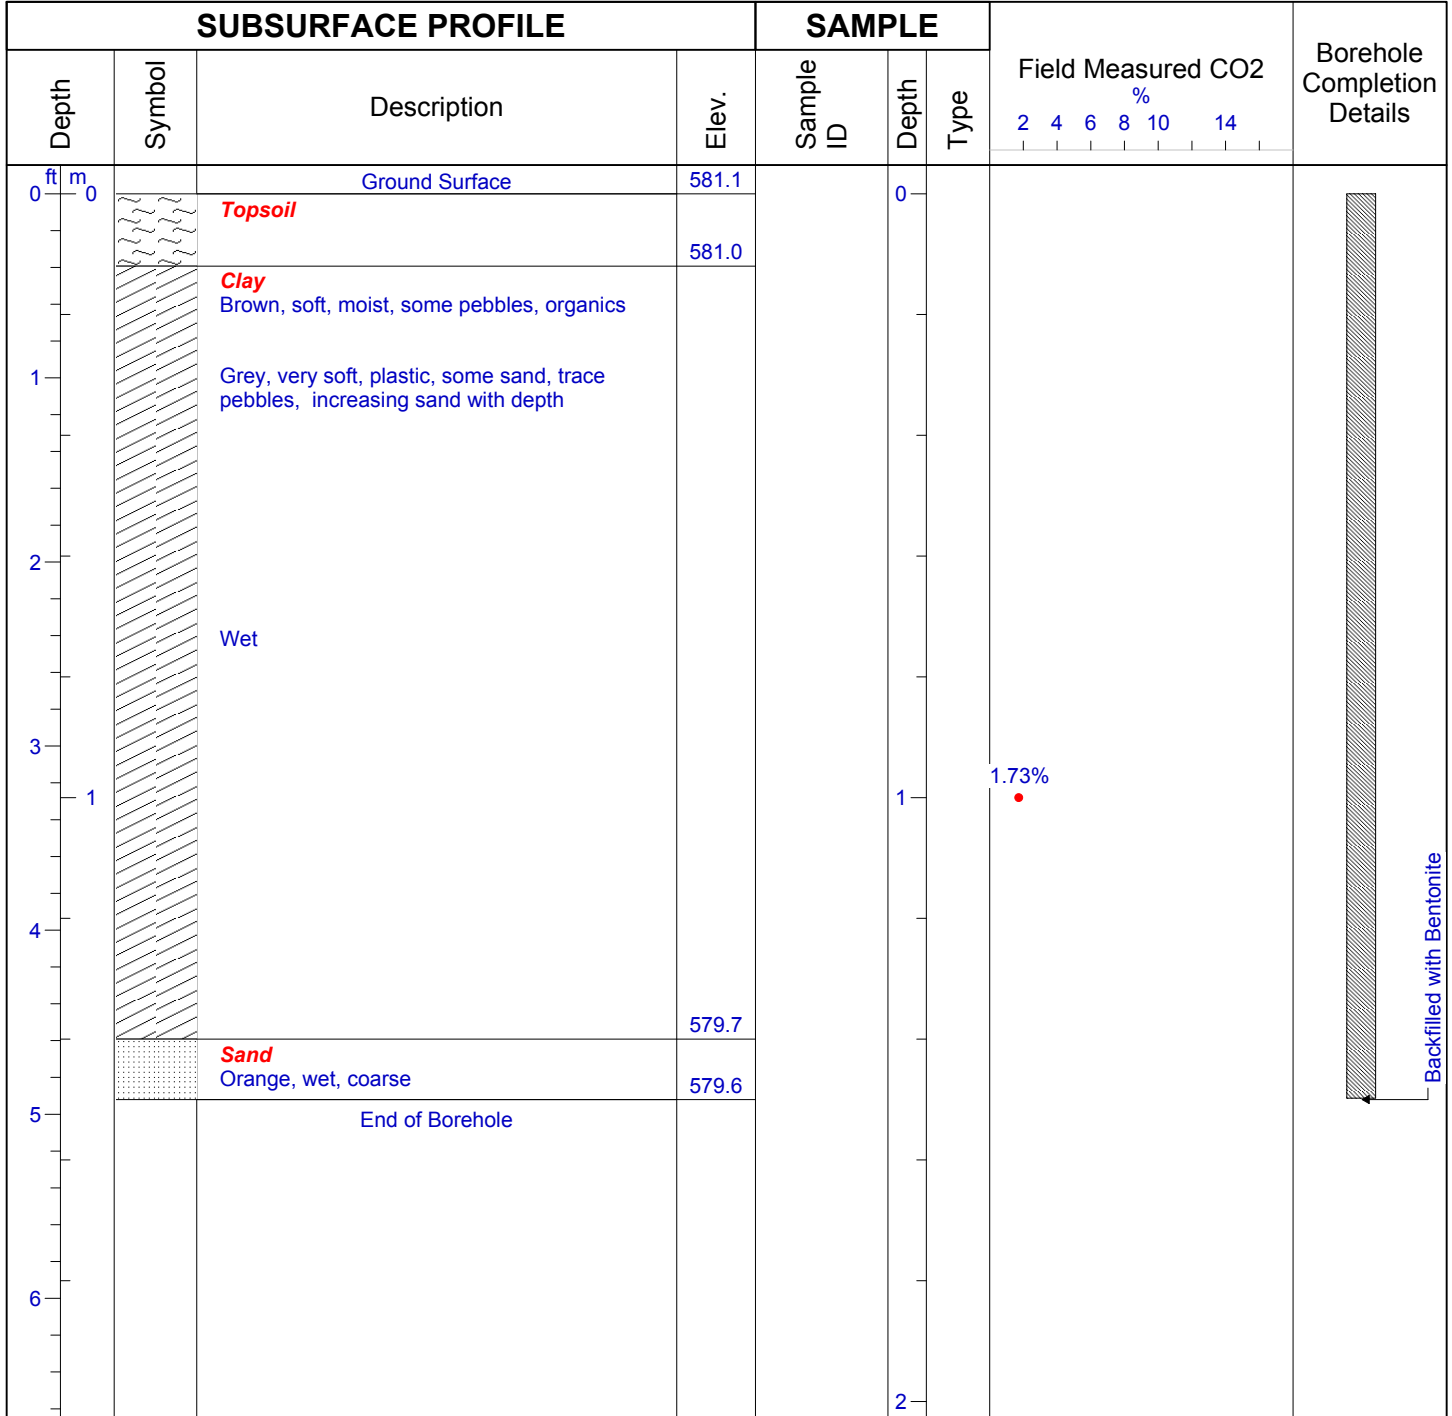 SUBSURFACE PROFILE
SAMPLE
Depth
Symbol
Description
Elev.
Sample
ID
Depth
Type
Field Measured CO2
%
2 4 6 8 10 14
Borehole
Completion
Details
ft m
0 0
Ground Surface
581.1
0
Topsoil
581.0
Clay
Brown, soft, moist, some pebbles, organics
1
Grey, very soft, plastic, some sand, trace
pebbles, increasing sand with depth
2
Wet
3
1.73%
1
1
4
Backfilled with Bentonite
579.7
Sand
Orange, wet, coarse
579.6
5
End of Borehole
6
2